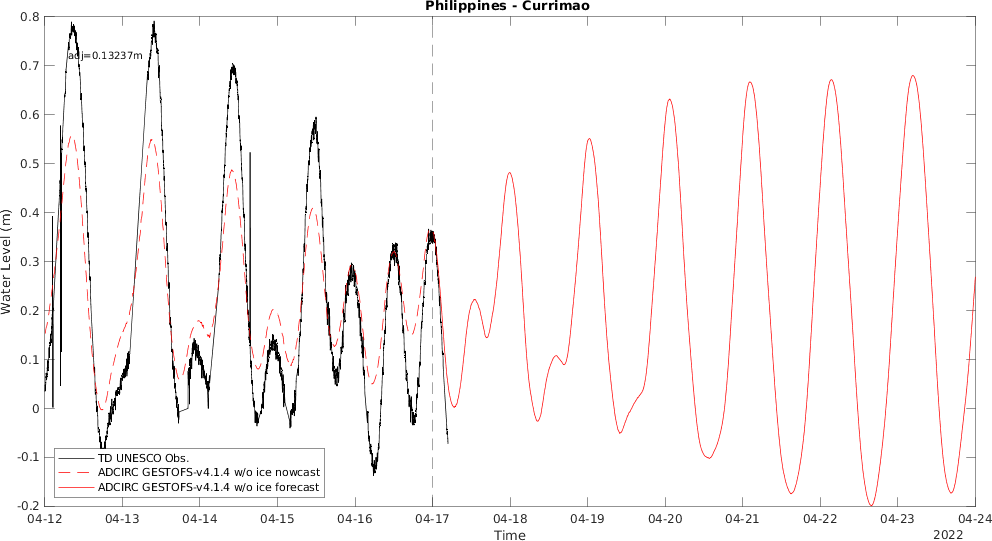 Philippines - Currimao
0.8
0.7
0.6
0.5
0.4
0.3
0.2
0.1
0
-0.1
-0.2
Water Level (m)
adj=0.13237m
TD UNESCO Obs.
ADCIRC GESTOFS-v4.1.4 w/o ice nowcast
ADCIRC GESTOFS-v4.1.4 w/o ice forecast
04-12 04-13 04-14 04-15 04-16 04-17 04-18 04-19 04-20 04-21 04-22 04-23 04-24
Time
2022